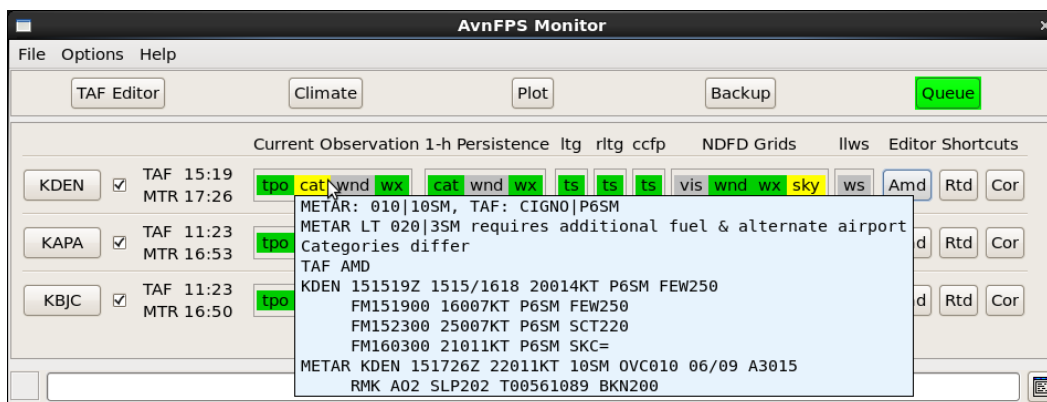 AvnFPS Monitor
File Options Help
TAF Editor Climate Plot Backup Queue
Current Observation 1-h Persistence ltg rltg ccfp NDFD Grids llws Editor Shortcuts
KDEN TAF 15:19 MTR 17:26 tpo cat wnd wx cat wnd wx ts ts ts vis wnd wx sky ws Amd Rtd Cor
METAR: 010|10SM, TAF: CIGNO|P6SM
METAR LT 020|3SM requires additional fuel & alternate airport
Categories differ
TAF AMD
KDEN 151519Z 1515/1618 20014KT P6SM FEW250
FM151900 16007KT P6SM FEW250
FM152300 25007KT P6SM SCT220
FM160300 21011KT P6SM SKC=
METAR KDEN 151726Z 22011KT 10SM OVC010 06/09 A3015
RMK AO2 SLP202 T00561089 BKN200
KAPA TAF 11:23 MTR 16:53 tpo d Rtd Cor
KBJC TAF 11:23 MTR 16:50 tpo d Rtd Cor